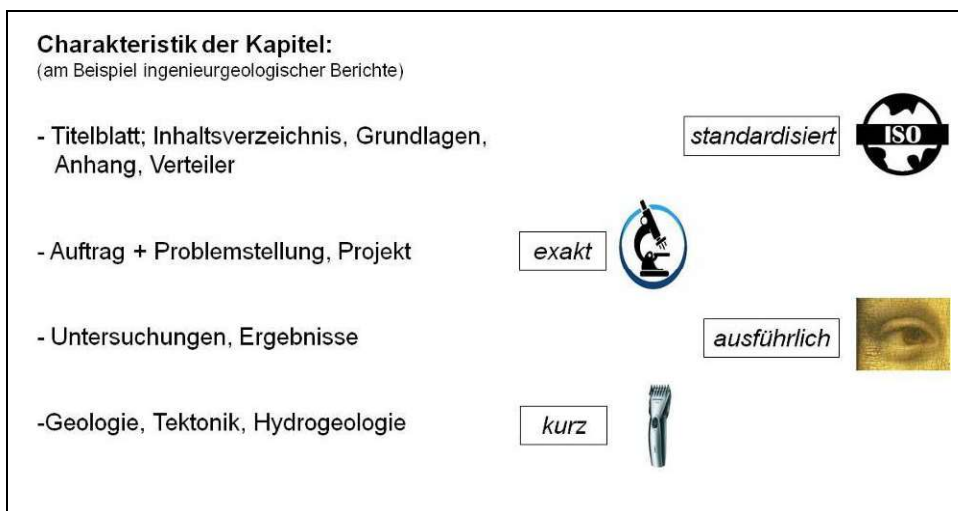 Charakteristik der Kapitel:
(am Beispiel ingenieurgeologischer Berichte)
- Titelblatt; Inhaltsverzeichnis, Grundlagen,
Anhang, Verteiler
standardisiert
ISO
- Auftrag + Problemstellung, Projekt
exakt
- Untersuchungen, Ergebnisse
ausführlich
-Geologie, Tektonik, Hydrogeologie
kurz